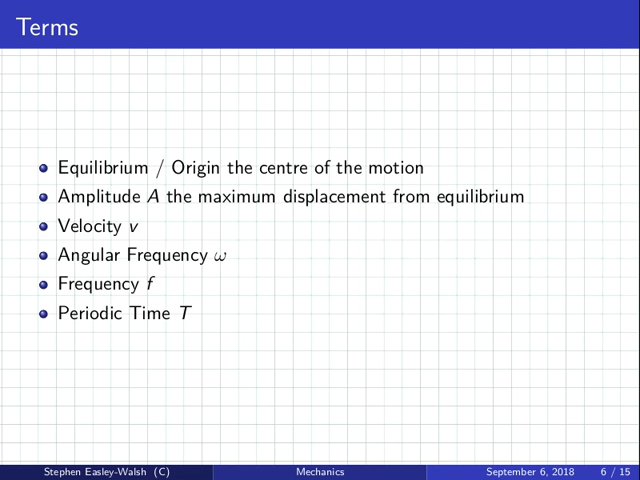 Terms
Equilibrium / Origin the centre of the motion
Amplitude A the maximum displacement from equilibrium
Velocity v
Angular Frequency ω
Frequency f
Periodic Time T
Stephen Easley-Walsh (C) Mechanics September 6, 2018 6 / 15